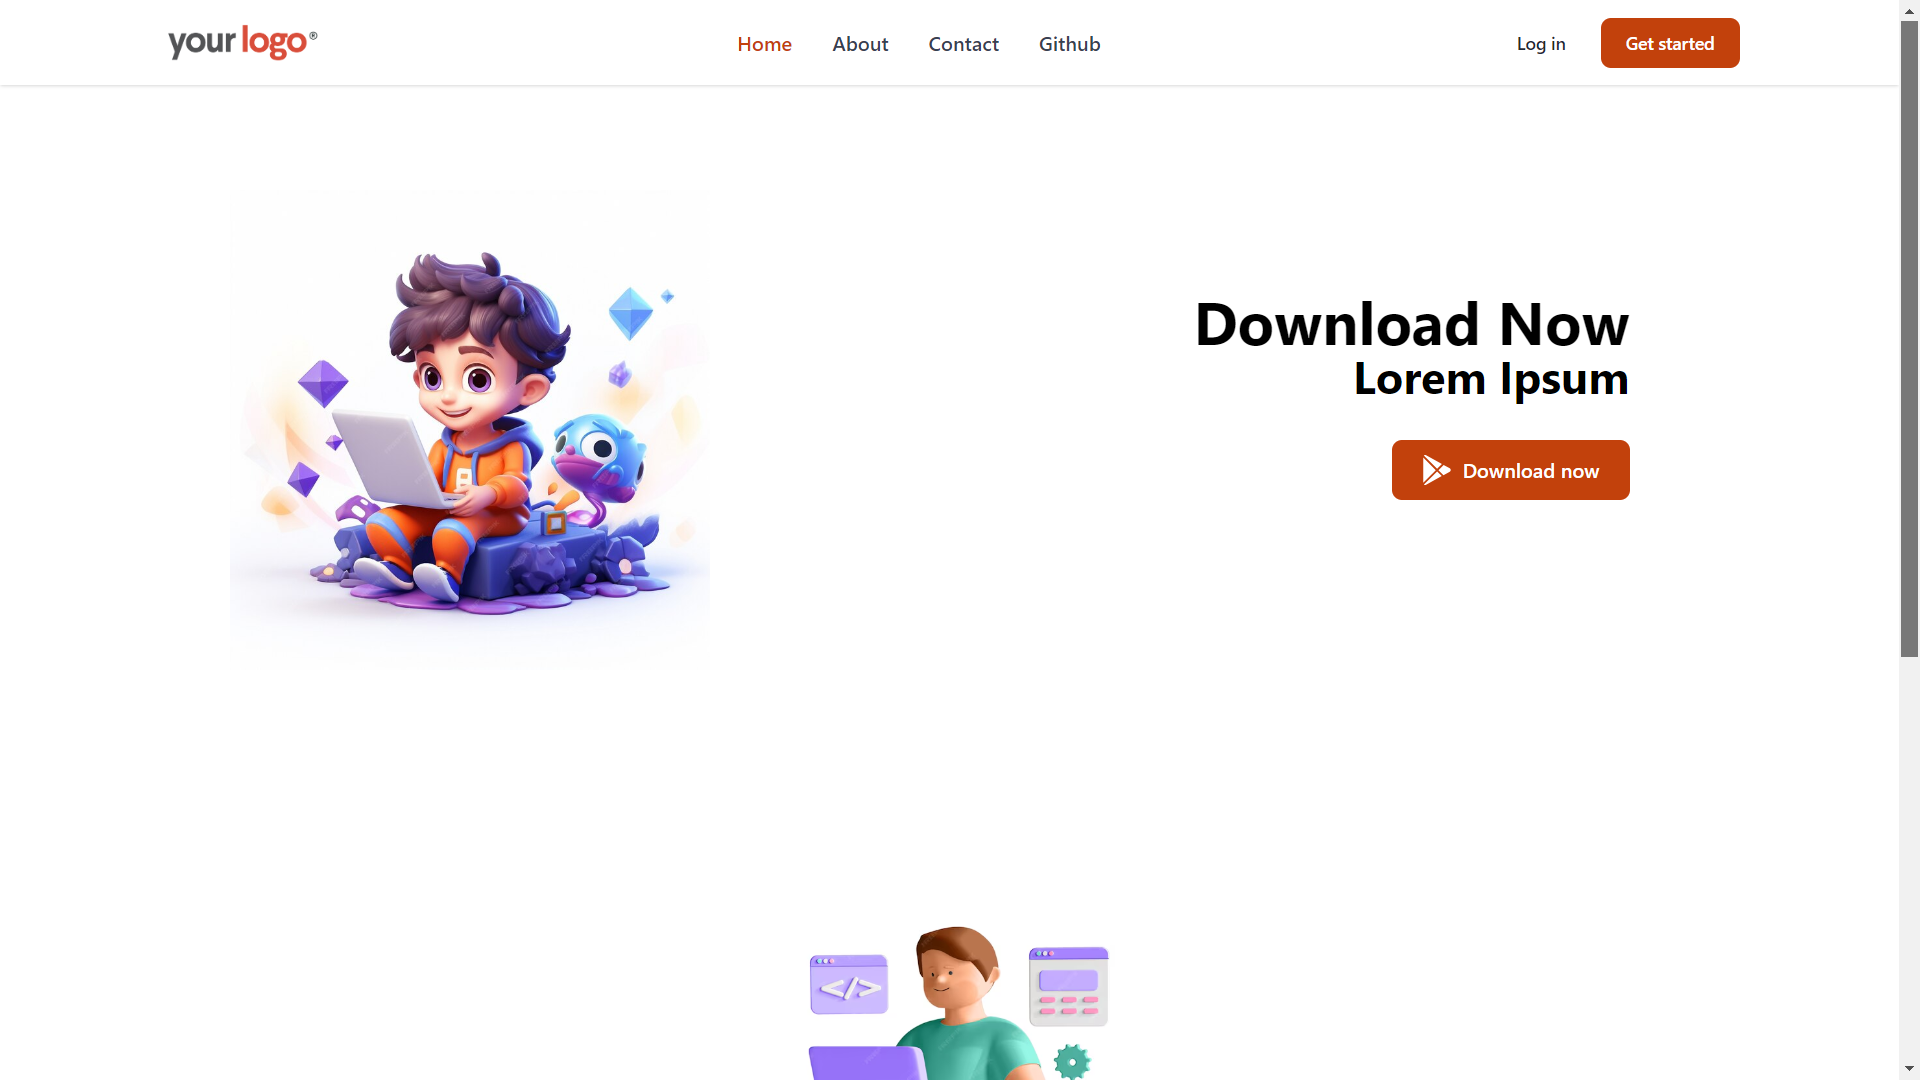 your logo®
Home About Contact Github
Log in Get started
Download Now
Lorem Ipsum
Download now
</>